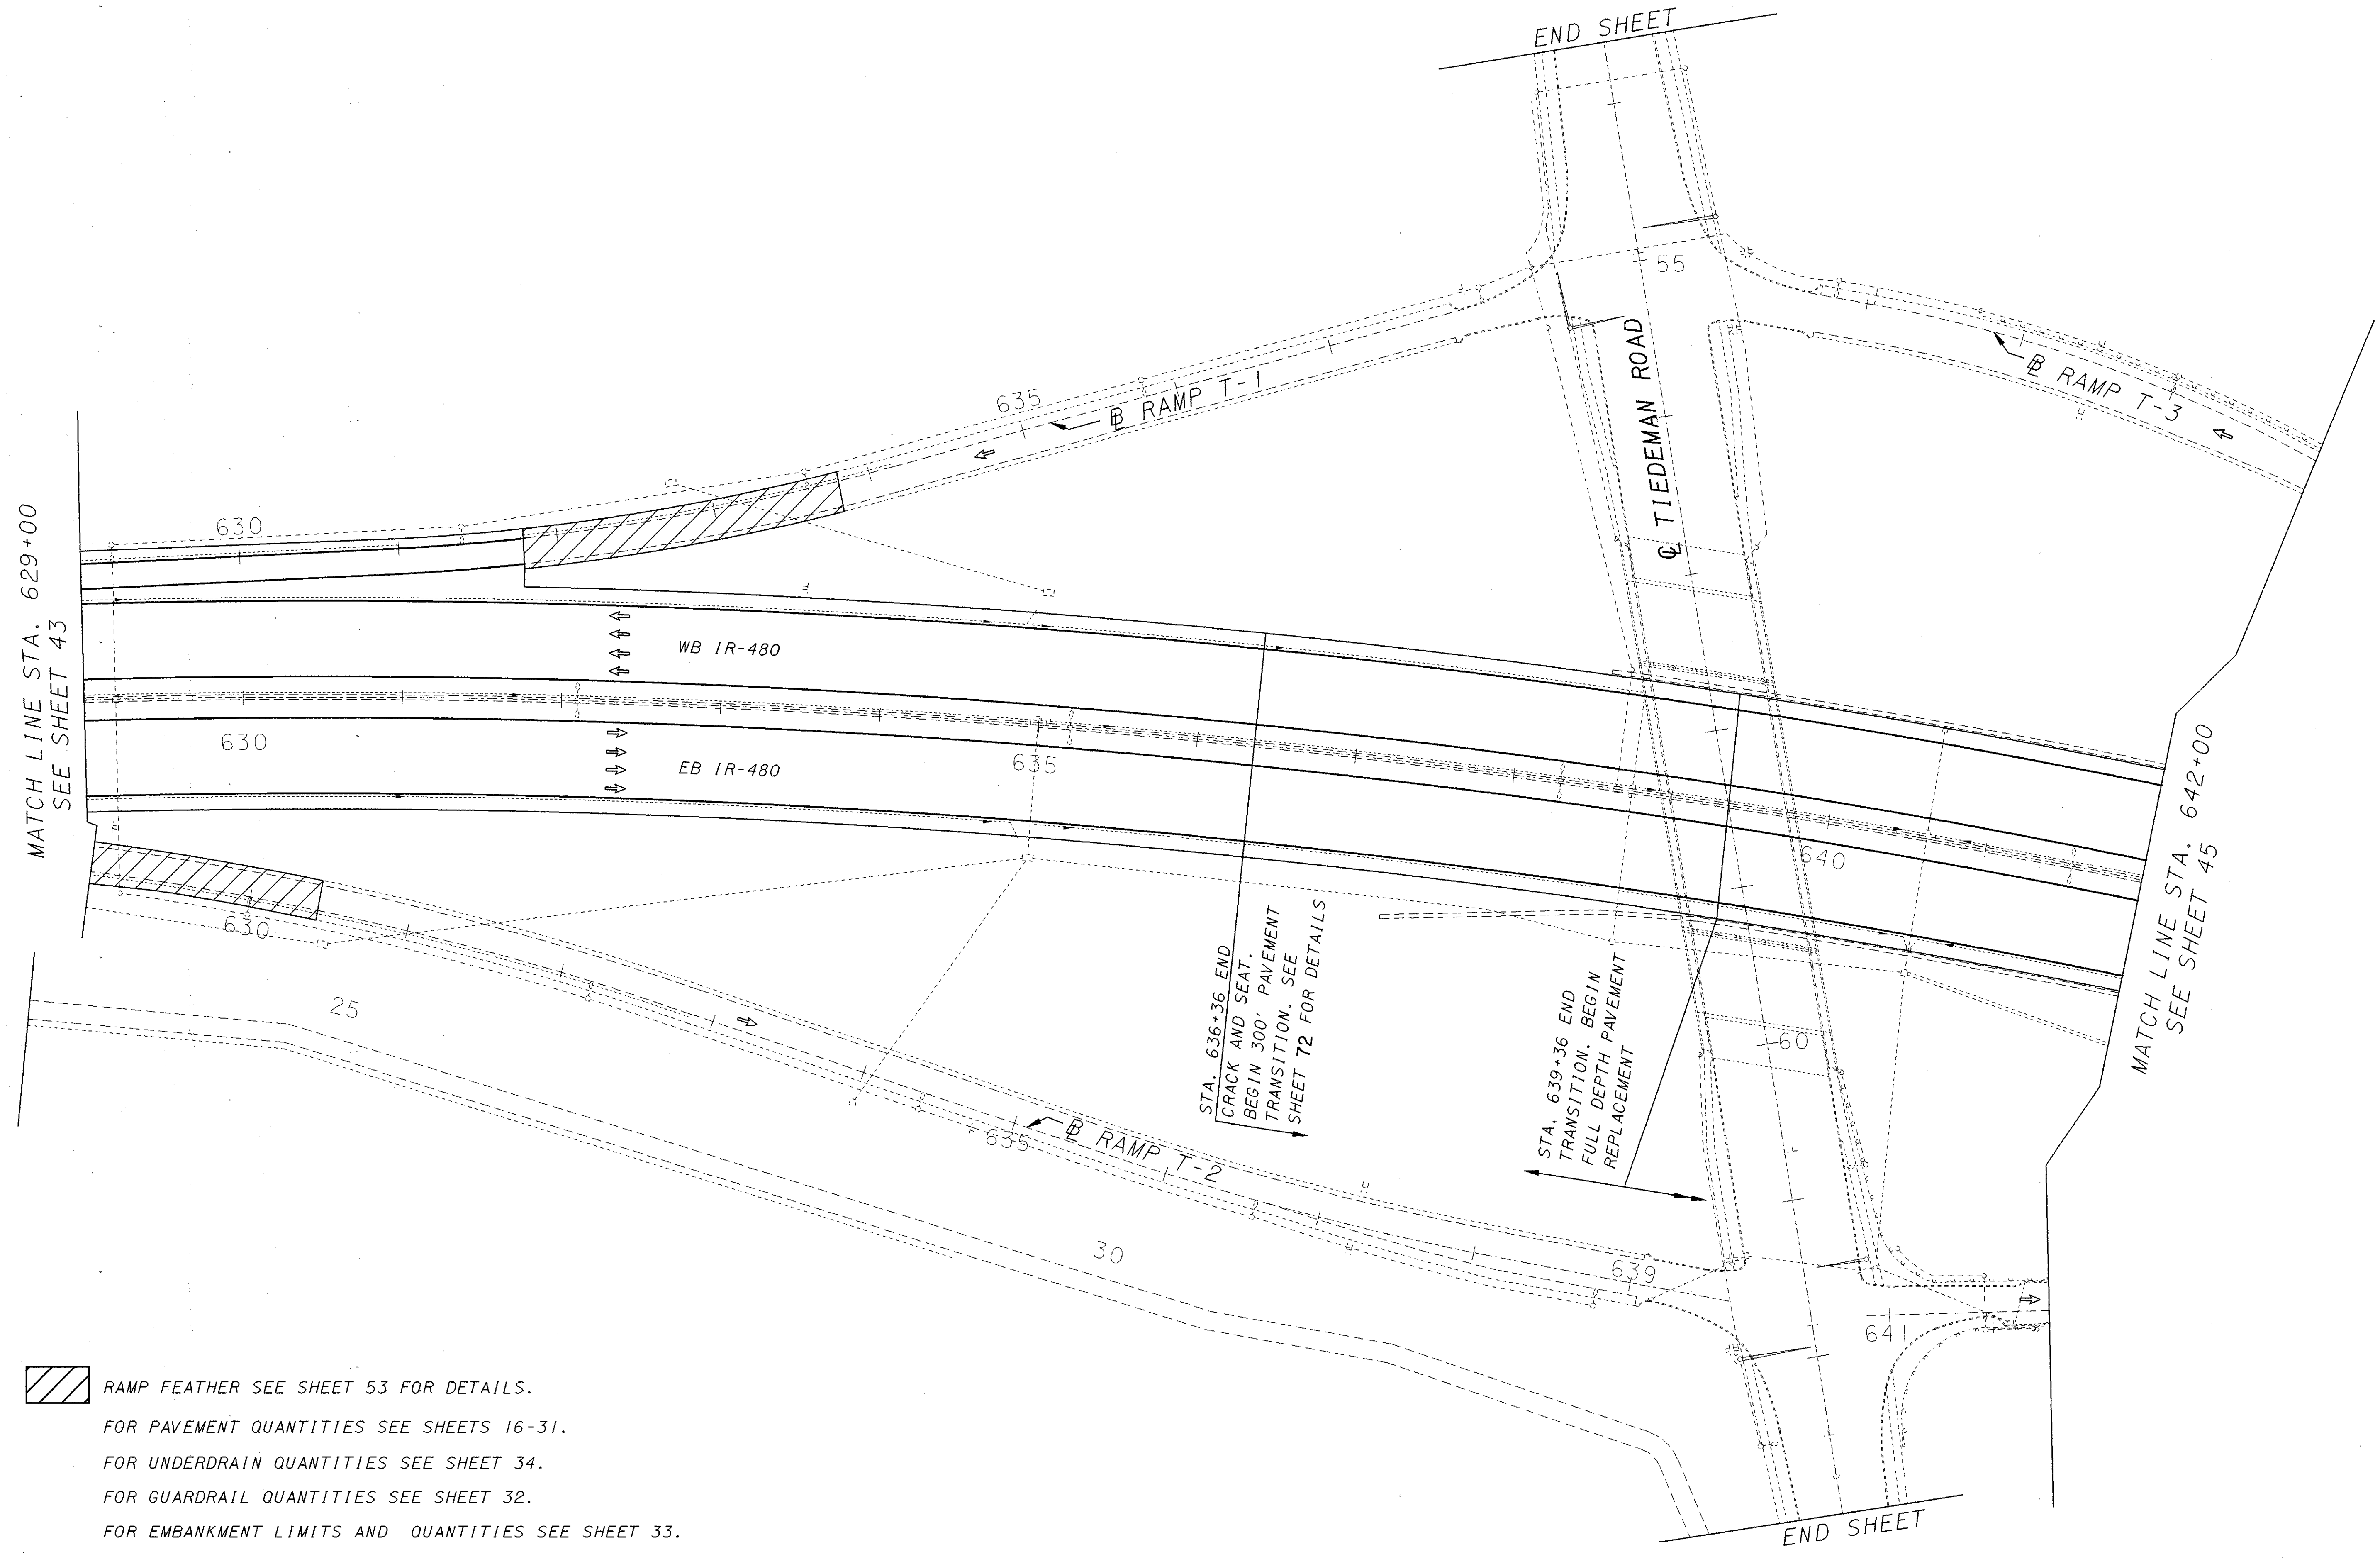 END SHEET
55
℄ TIEDEMAN ROAD
635
B℄ RAMP T-1
B℄ RAMP T-3
630
MATCH LINE STA. 629+00
SEE SHEET 43
WB IR-480
630
EB IR-480
635
640
MATCH LINE STA. 642+00
SEE SHEET 45
630
25
STA. 636+36 END
CRACK AND SEAT.
BEGIN 300' PAVEMENT
TRANSITION. SEE
SHEET 72 FOR DETAILS
STA. 639+36 END
TRANSITION. BEGIN
FULL DEPTH PAVEMENT
REPLACEMENT
60
635
B℄ RAMP T-2
30
639
641
RAMP FEATHER SEE SHEET 53 FOR DETAILS.
FOR PAVEMENT QUANTITIES SEE SHEETS 16-31.
FOR UNDERDRAIN QUANTITIES SEE SHEET 34.
FOR GUARDRAIL QUANTITIES SEE SHEET 32.
FOR EMBANKMENT LIMITS AND QUANTITIES SEE SHEET 33.
END SHEET